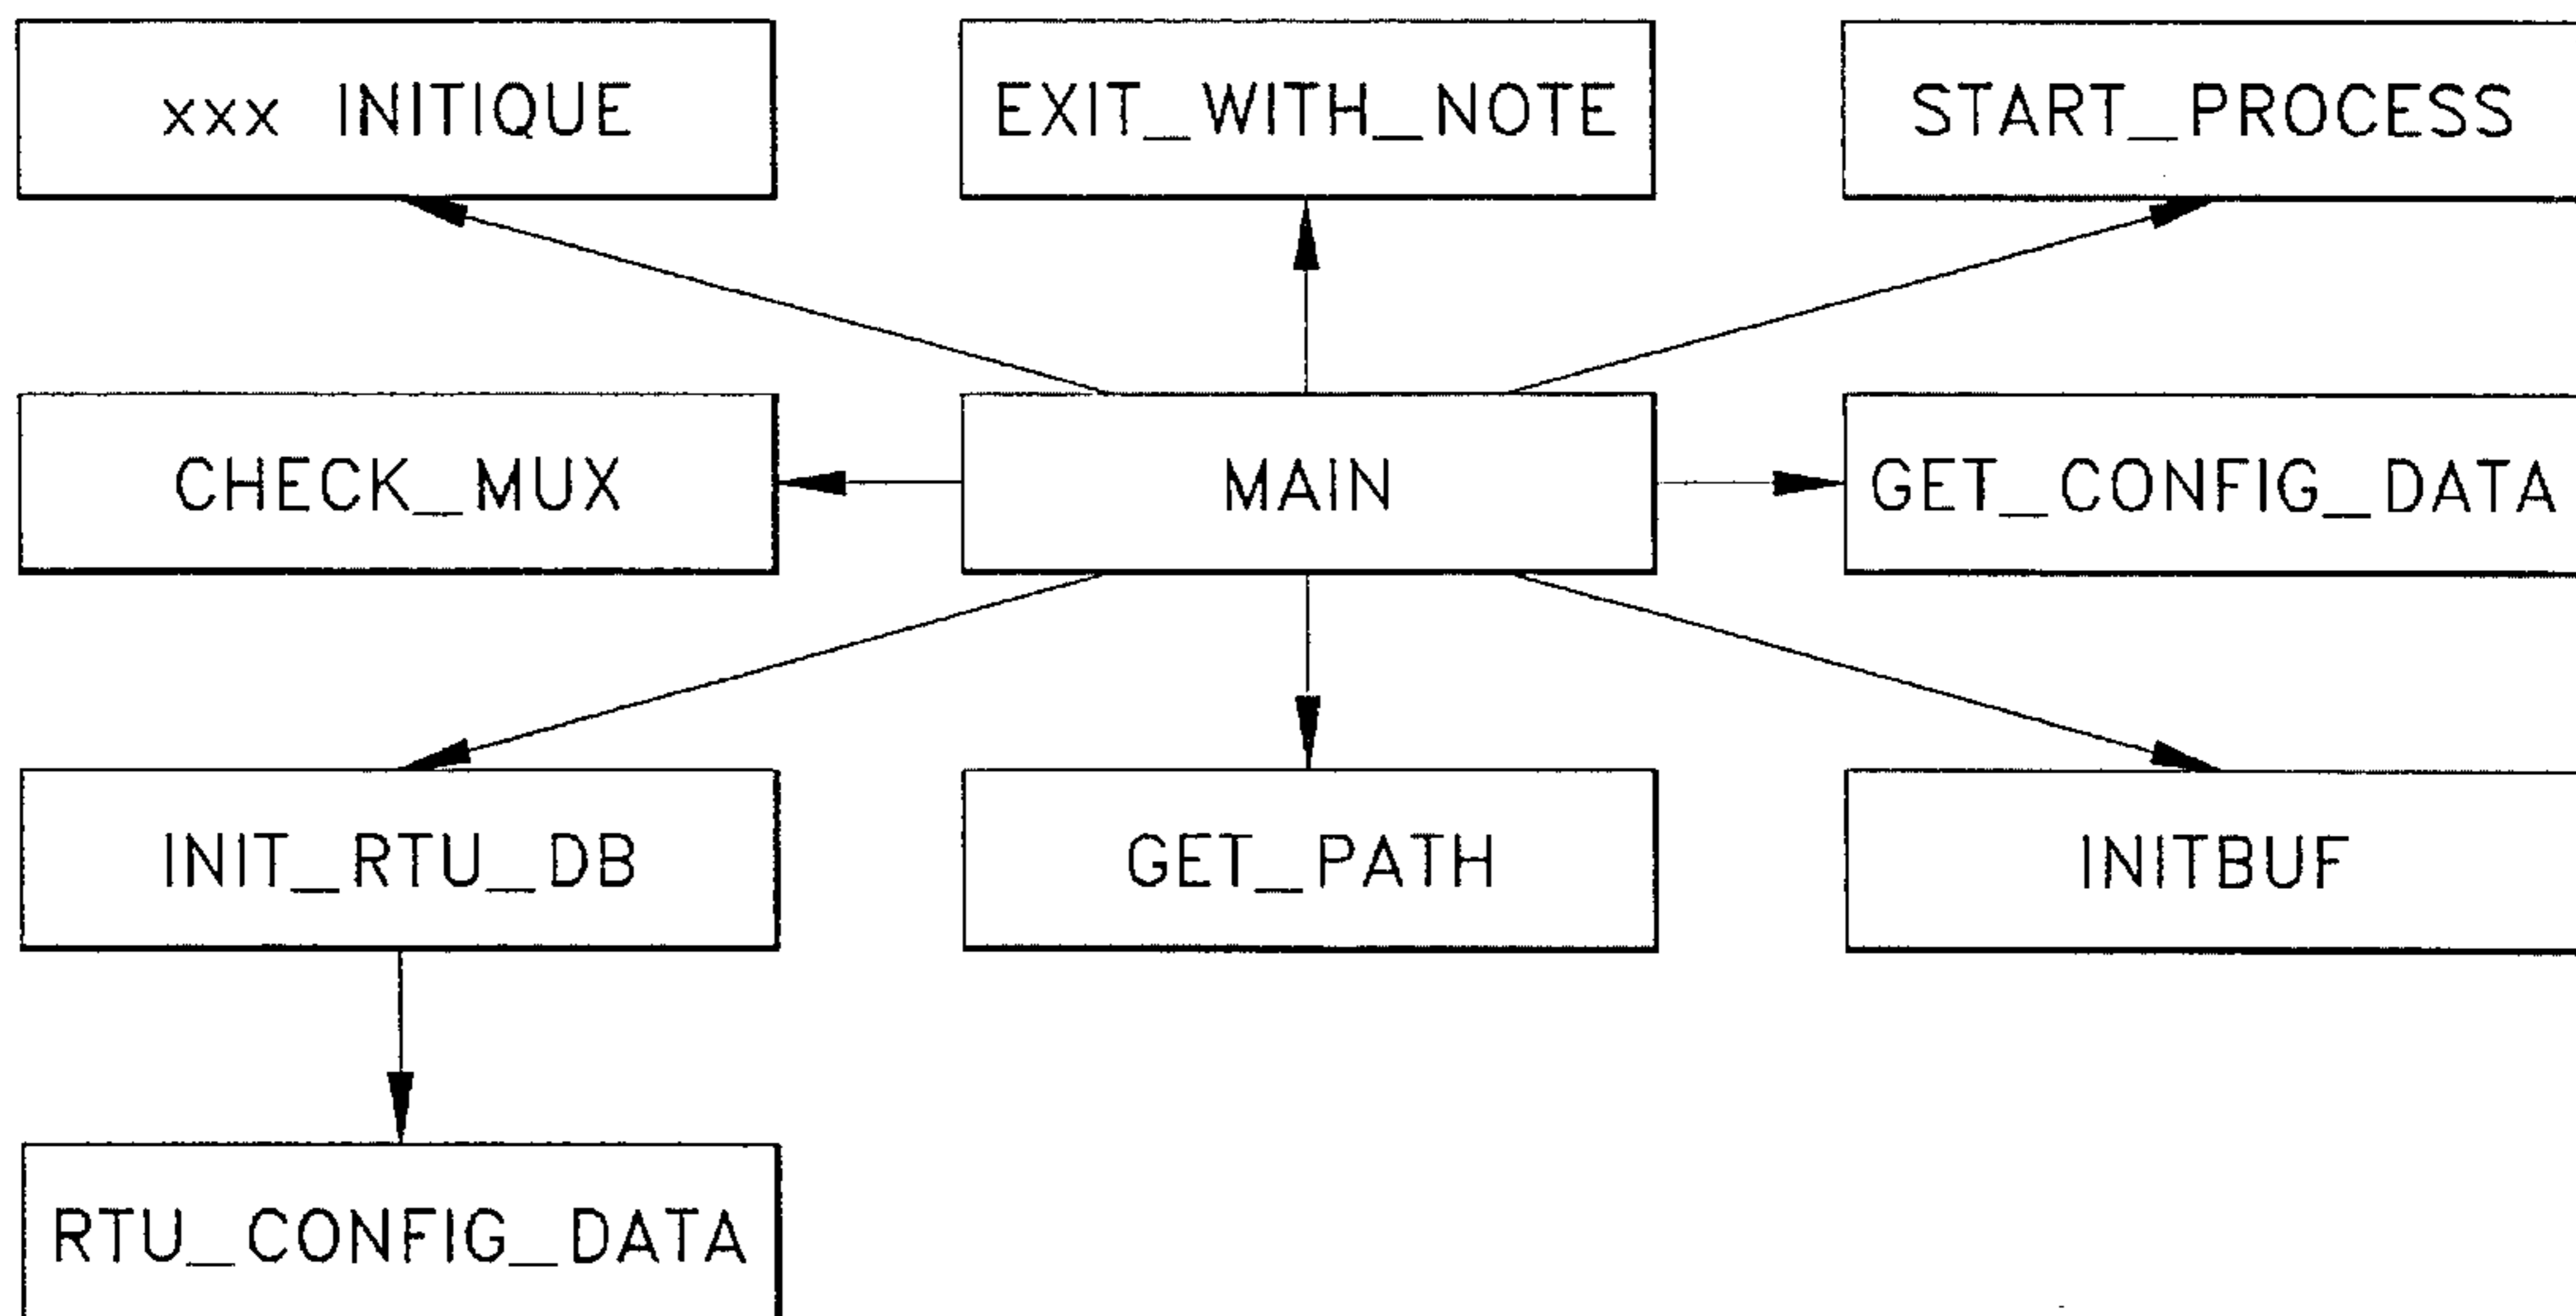 xxx INITIQUE
EXIT_WITH_NOTE
START_PROCESS
CHECK_MUX
MAIN
GET_CONFIG_DATA
INIT_RTU_DB
GET_PATH
INITBUF
RTU_CONFIG_DATA